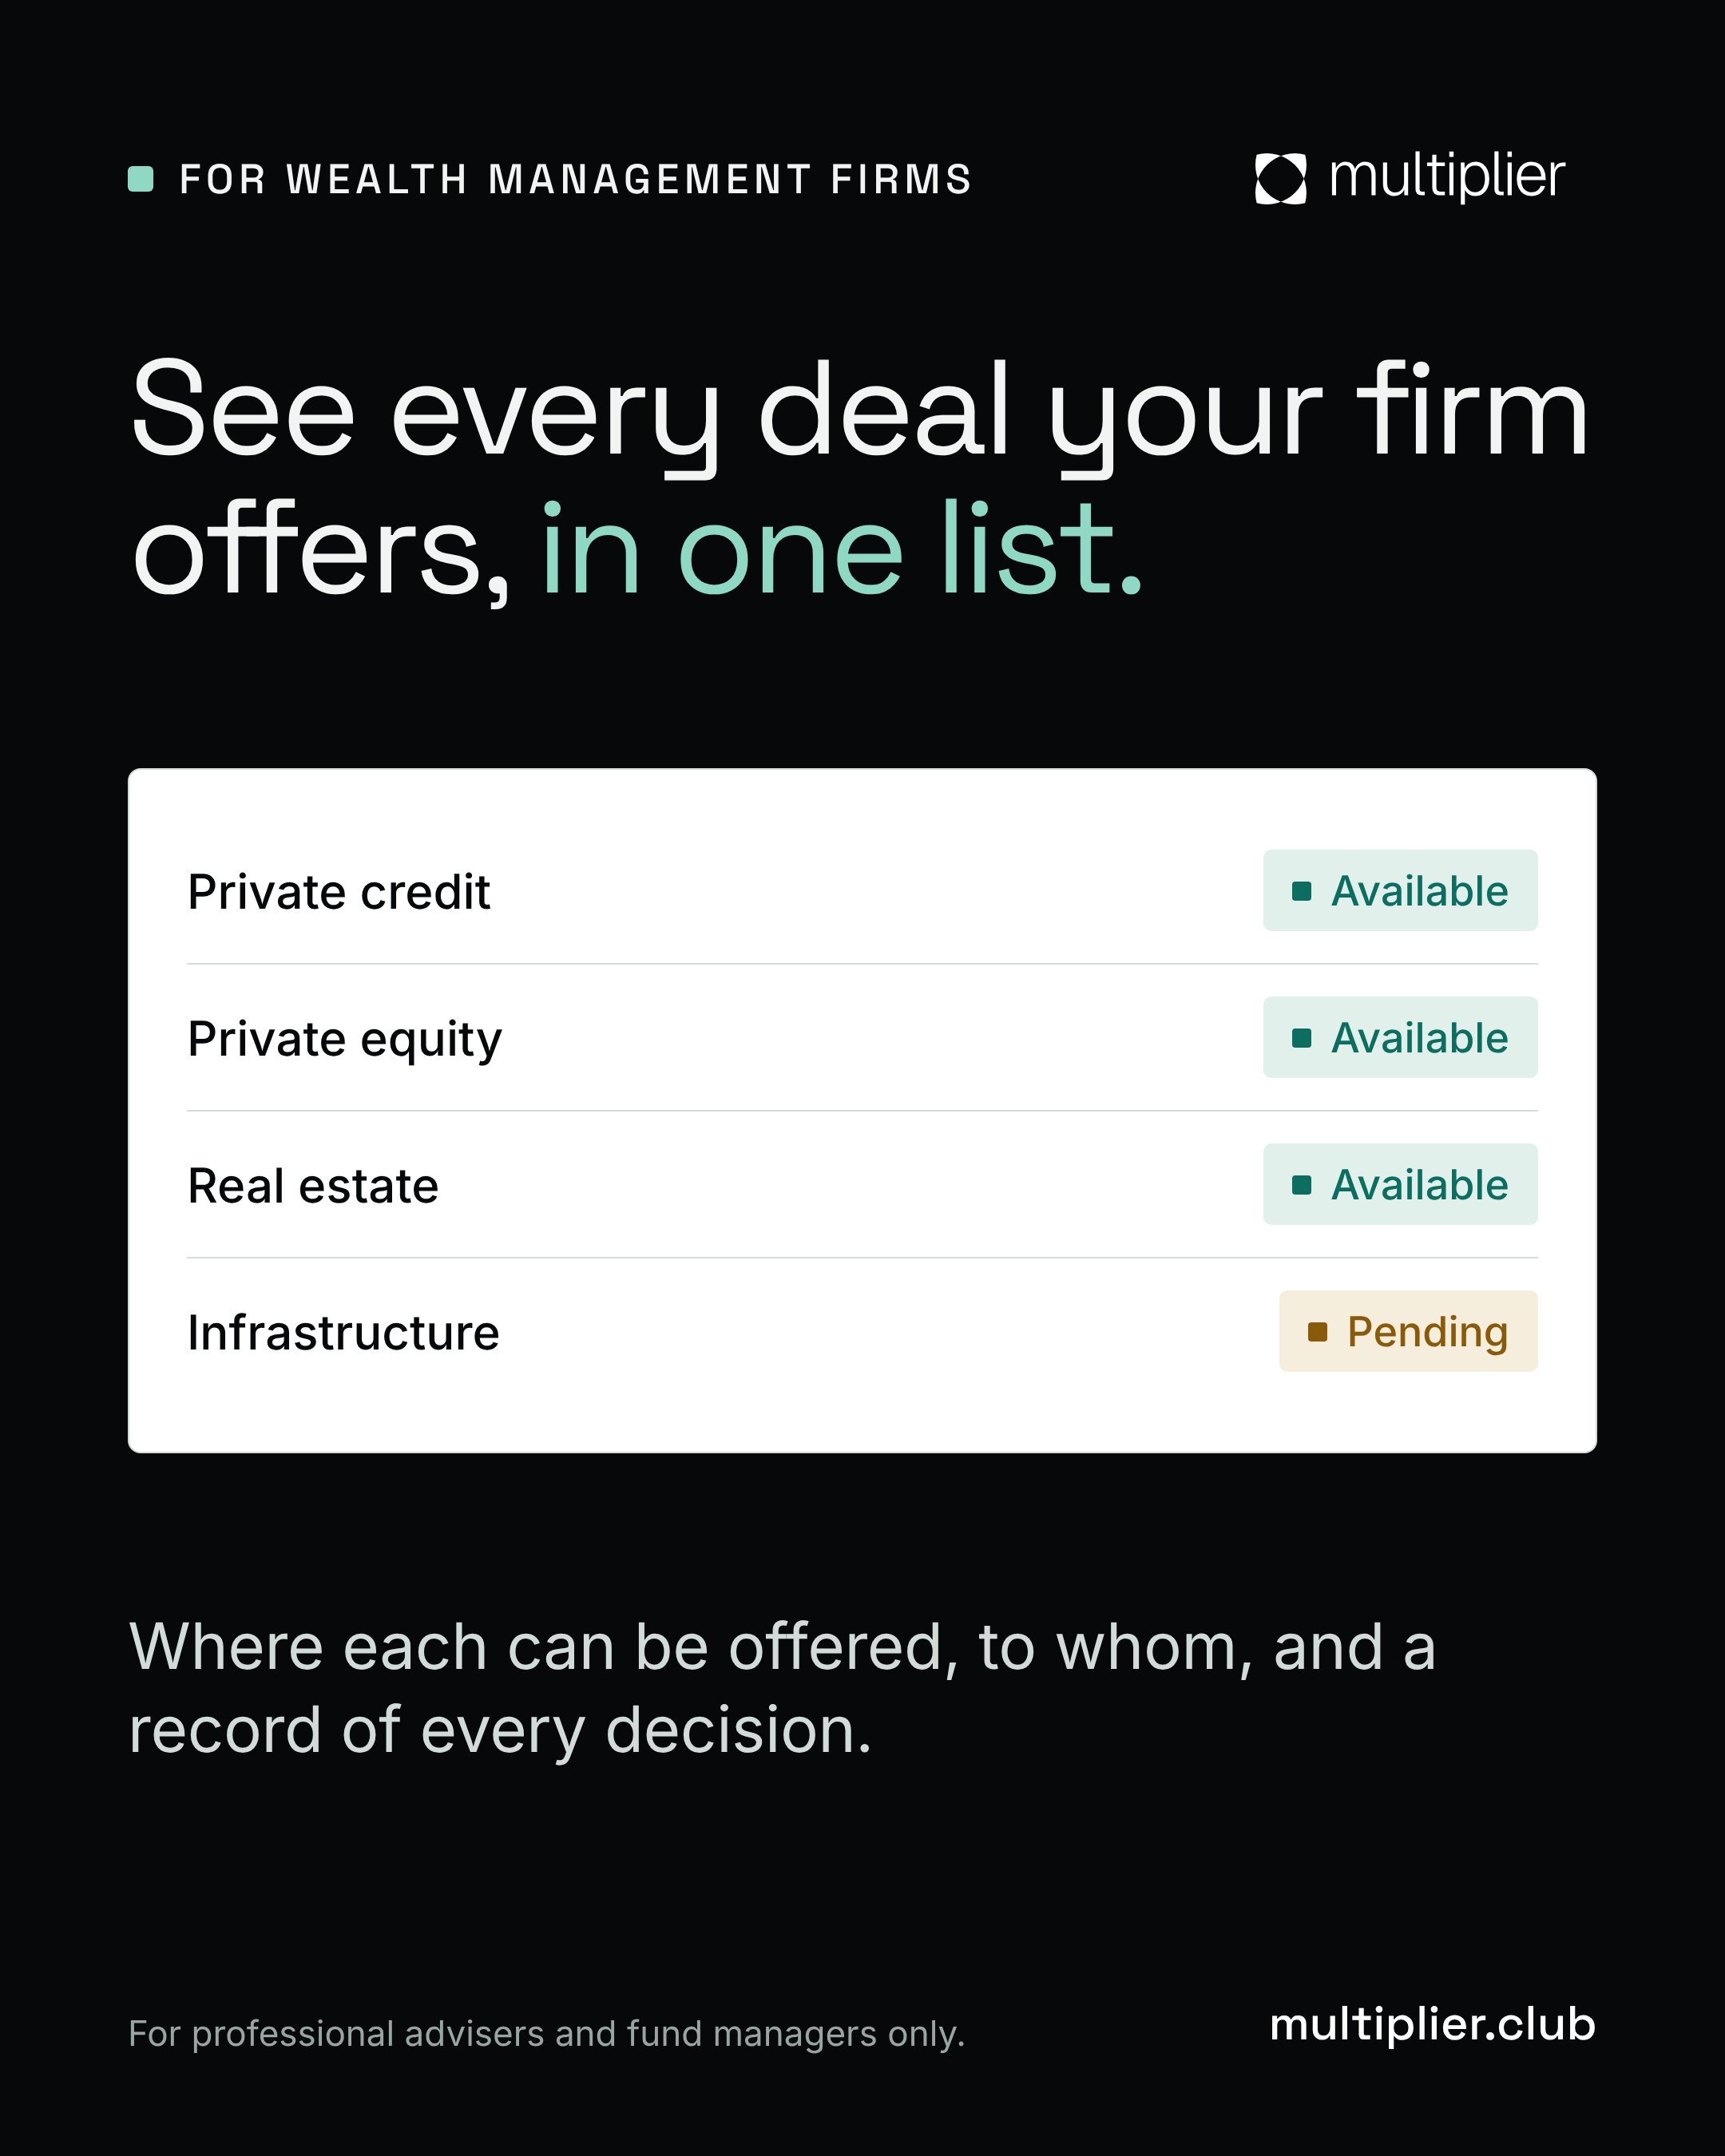 FOR WEALTH MANAGEMENT FIRMS
multiplier
See every deal your firm
offers, in one list.
Private credit
Available
Private equity
Available
Real estate
Available
Infrastructure
Pending
Where each can be offered, to whom, and a
record of every decision.
For professional advisers and fund managers only.
multiplier.club